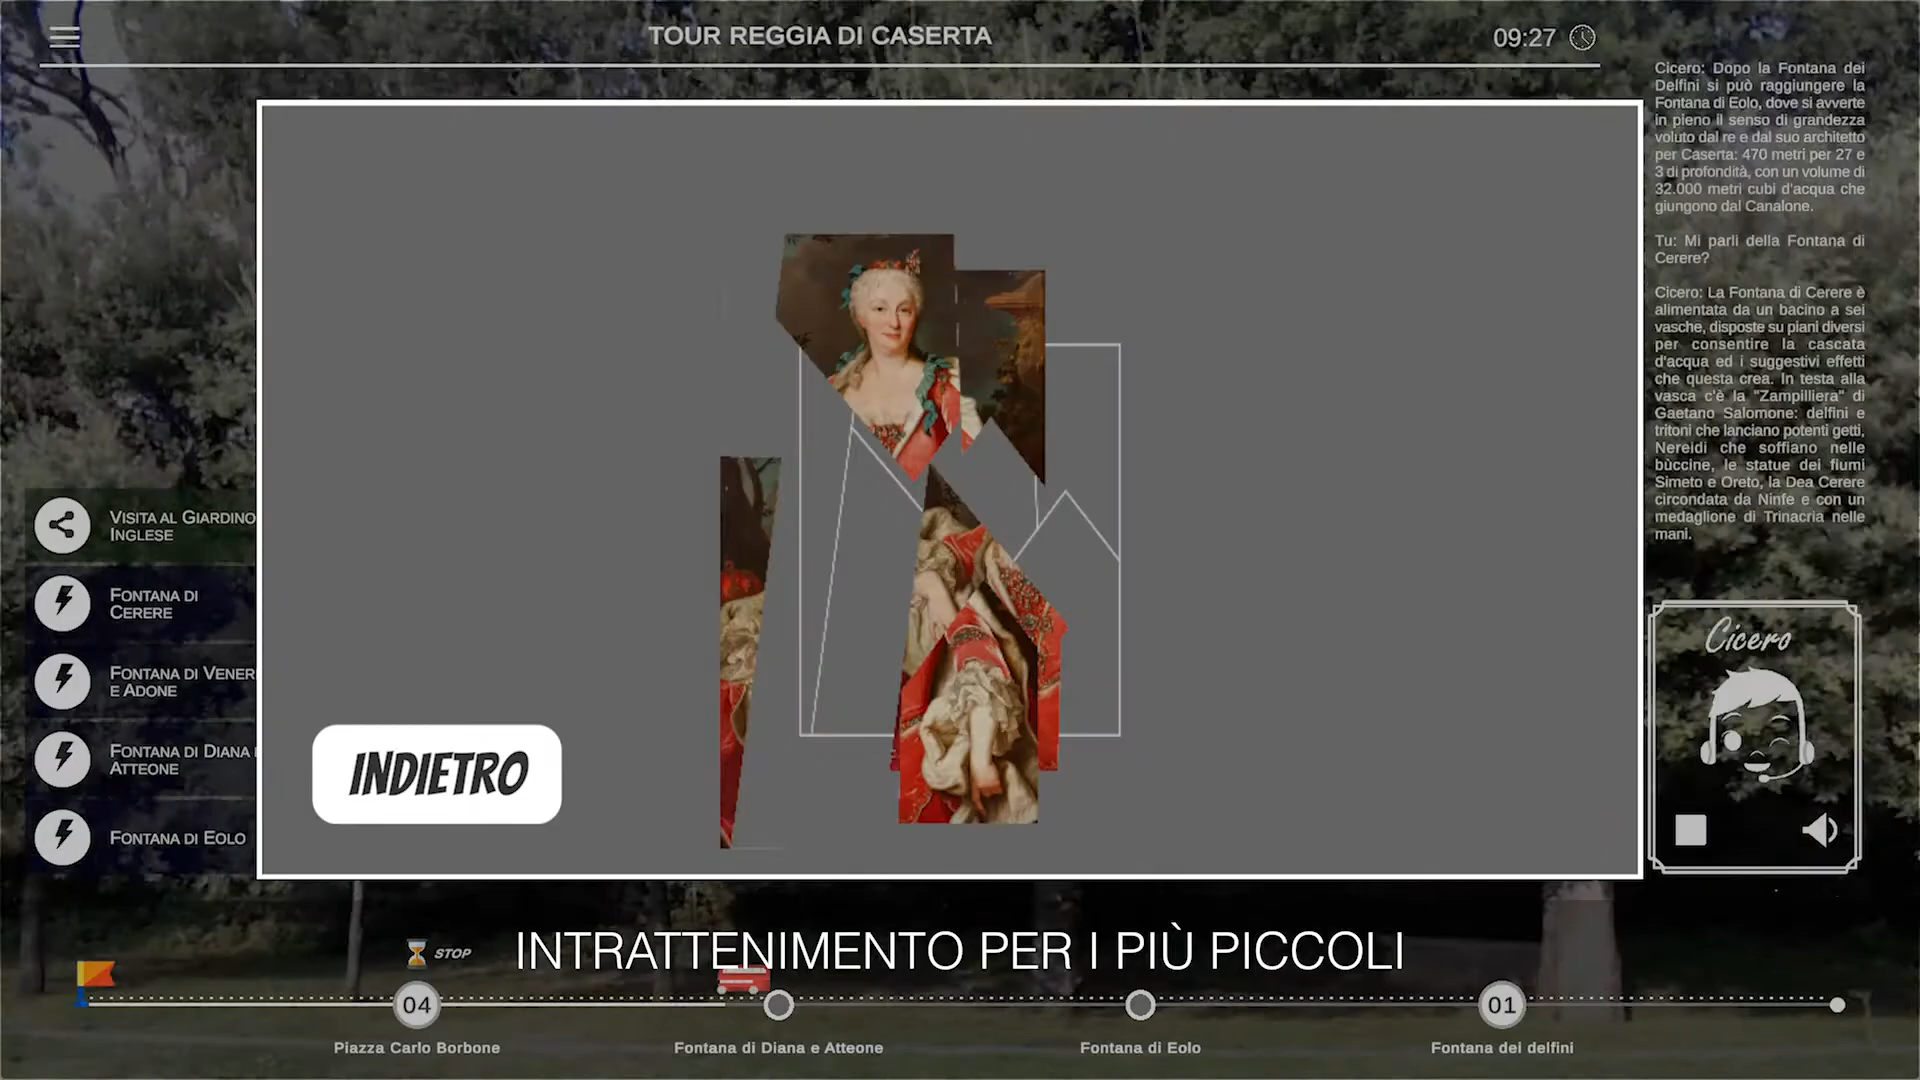 TOUR REGGIA DI CASERTA
09:27
Cicero: Dopo la Fontana dei
Delfini si può raggiungere la
Fontana di Eolo, dove si avverte
in pieno il senso di grandezza
voluto dal re e dal suo architetto
per Caserta: 470 metri per 27 e
3 di profondità, con un volume di
32.000 metri cubi d'acqua che
giungono dal Canalone.
Tu: Mi parli della Fontana di
Cerere?
Cicero: La Fontana di Cerere è
alimentata da un bacino a sei
vasche, disposte su piani diversi
per consentire la cascata
d'acqua ed i suggestivi effetti
che questa crea. In testa alla
vasca c'è la "Zampilliera" di
Gaetano Salomone: delfini e
tritoni che lanciano potenti getti,
Nereidi che soffiano nelle
bùccine, le statue dei fiumi
Simeto e Oreto, la Dea Cerere
circondata da Ninfe e con un
medaglione di Trinacria nelle
mani.
VISITA AL GIARDINO
INGLESE
FONTANA DI
CERERE
FONTANA DI VENER
E ADONE
FONTANA DI DIANA
ATTEONE
FONTANA DI EOLO
INDIETRO
Cicero
INTRATTENIMENTO PER I PIÙ PICCOLI
STOP
04
01
Piazza Carlo Borbone
Fontana di Diana e Atteone
Fontana di Eolo
Fontana dei delfini